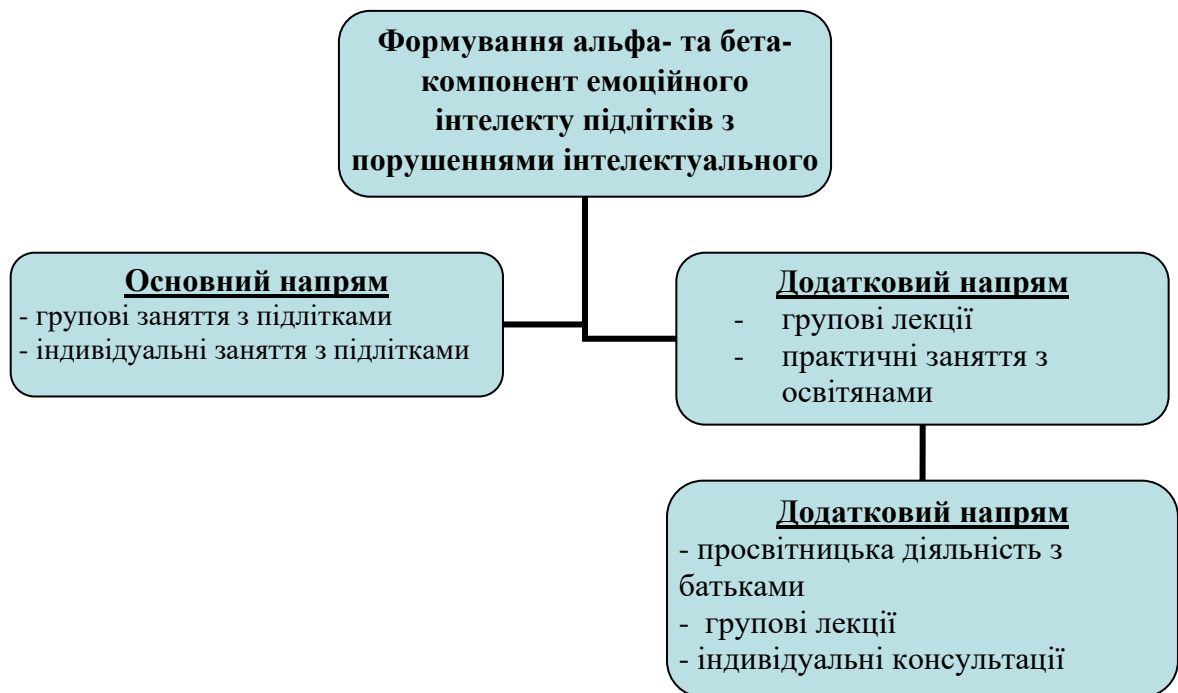 Формування альфа- та бета-
компонент емоційного
інтелекту підлітків з
порушеннями інтелектуального
Основний напрям
- групові заняття з підлітками
- індивідуальні заняття з підлітками
Додатковий напрям
- групові лекції
- практичні заняття з
освітянами
Додатковий напрям
- просвітницька діяльність з
батьками
- групові лекції
- індивідуальні консультації